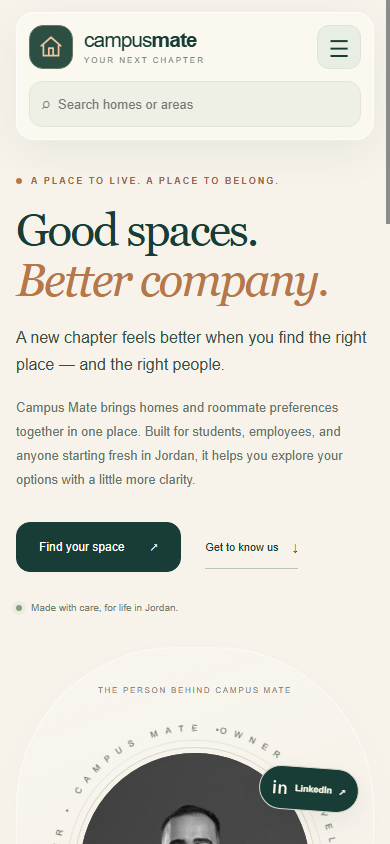 campusmate
YOUR NEXT CHAPTER
Search homes or areas
A PLACE TO LIVE. A PLACE TO BELONG.
Good spaces.
Better company.
A new chapter feels better when you find the right
place — and the right people.
Campus Mate brings homes and roommate preferences
together in one place. Built for students, employees, and
anyone starting fresh in Jordan, it helps you explore your
options with a little more clarity.
Find your space ↗
Get to know us ↓
Made with care, for life in Jordan.
THE PERSON BEHIND CAMPUS MATE
• CAMPUS MATE • OWNER
in LinkedIn ↗